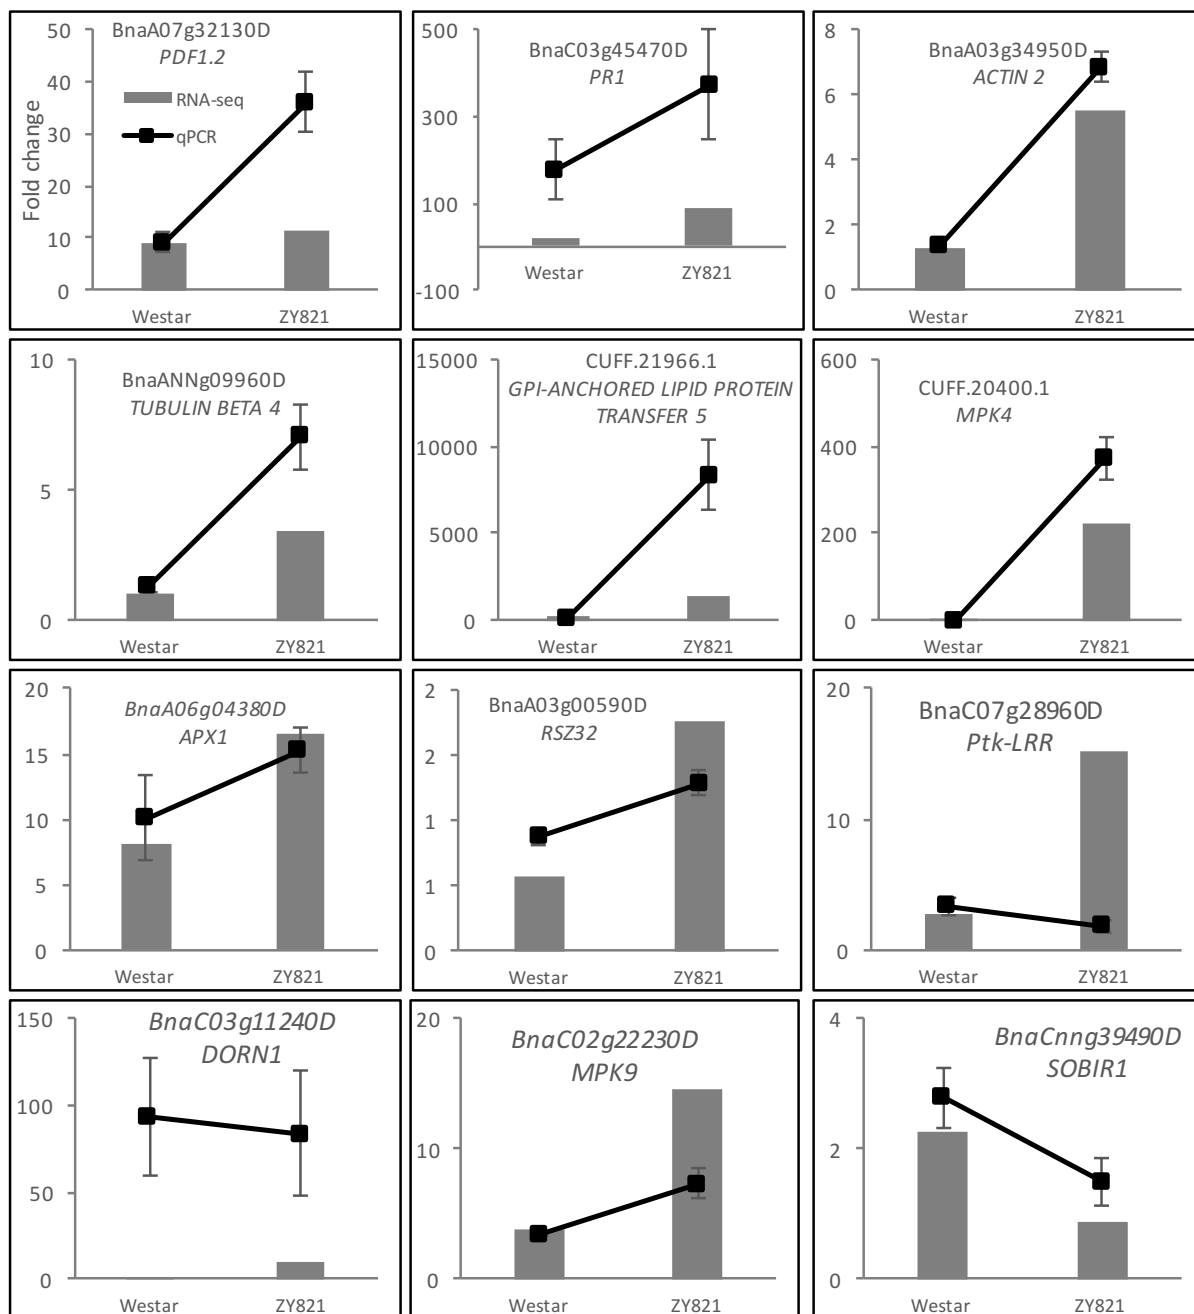 50
40
30
20
10
0
Fold change
BnaA07g32130D
PDF1.2
RNA-seq
qPCR
Westar
ZY821
500
300
100
-100
BnaC03g45470D
PR1
Westar
ZY821
8
6
4
2
0
BnaA03g34950D
ACTIN 2
Westar
ZY821
10
5
0
BnaANNg09960D
TUBULIN BETA 4
Westar
ZY821
15000
10000
5000
0
CUFF.21966.1
GPI-ANCHORED LIPID PROTEIN
TRANSFER 5
Westar
ZY821
600
400
200
0
CUFF.20400.1
MPK4
Westar
ZY821
20
15
10
5
0
BnaA06g04380D
APX1
Westar
ZY821
2
2
1
1
0
BnaA03g00590D
RSZ32
Westar
ZY821
20
10
0
BnaC07g28960D
Ptk-LRR
Westar
ZY821
150
100
50
0
BnaC03g11240D
DORN1
Westar
ZY821
20
10
0
BnaC02g22230D
MPK9
Westar
ZY821
4
2
0
BnaCnng39490D
SOBIR1
Westar
ZY821